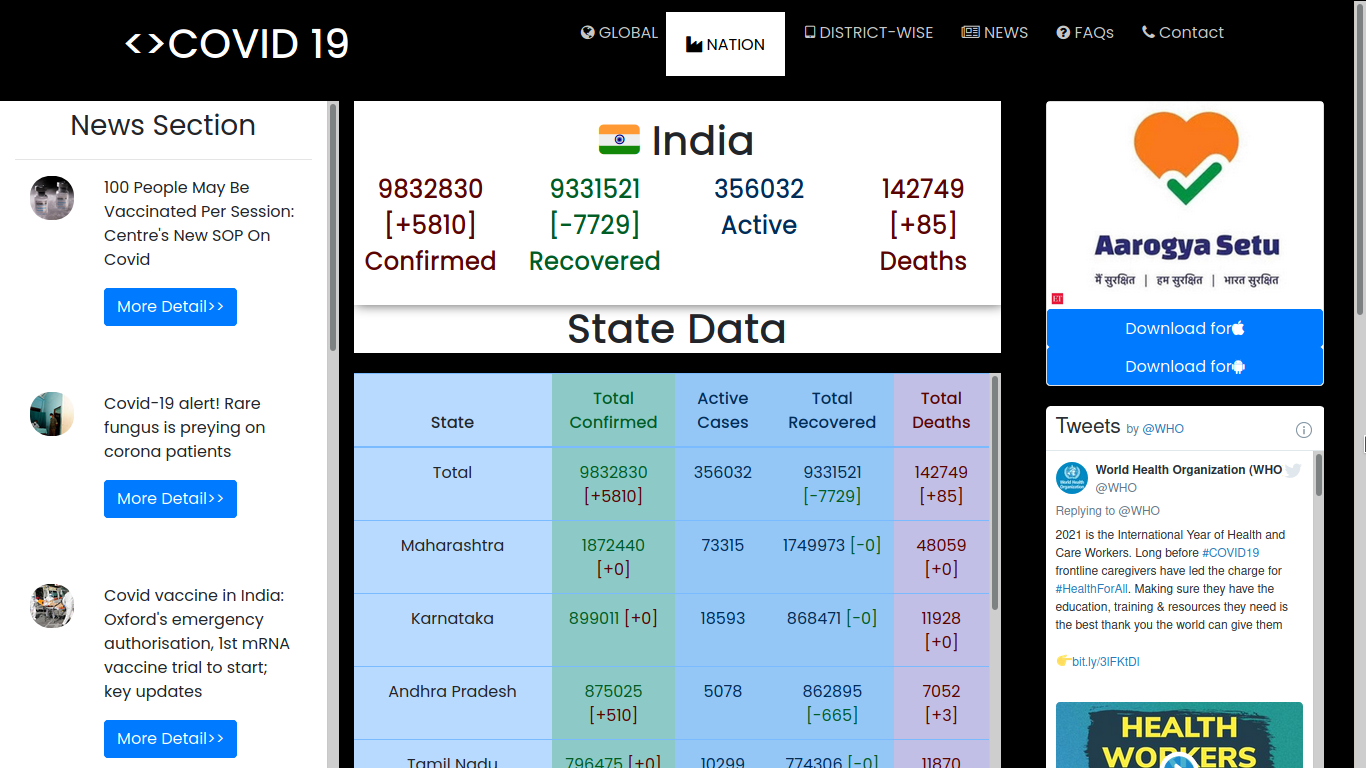 <>COVID 19
GLOBAL
NATION
DISTRICT-WISE
NEWS
FAQs
Contact
News Section
100 People May Be
Vaccinated Per Session:
Centre's New SOP On
Covid
More Detail>>
Covid-19 alert! Rare
fungus is preying on
corona patients
More Detail>>
Covid vaccine in India:
Oxford's emergency
authorisation, 1st mRNA
vaccine trial to start;
key updates
More Detail>>
India
9832830
[+5810]
Confirmed
9331521
[-7729]
Recovered
356032
Active
142749
[+85]
Deaths
State Data
State
Total
Confirmed
Active
Cases
Total
Recovered
Total
Deaths
Total
9832830
[+5810]
356032
9331521
[-7729]
142749
[+85]
Maharashtra
1872440
[+0]
73315
1749973 [-0]
48059
[+0]
Karnataka
899011 [+0]
18593
868471 [-0]
11928
[+0]
Andhra Pradesh
875025
[+510]
5078
862895
[-665]
7052
[+3]
Tamil Nadu
796475 [+0]
10299
774306 [-0]
11870
Aarogya Setu
मैं सुरक्षित | हम सुरक्षित | भारत सुरक्षित
ET
Download for
Download for
Tweets by @WHO
World Health Organization (WHO
@WHO
Replying to @WHO
2021 is the International Year of Health and
Care Workers. Long before #COVID19
frontline caregivers have led the charge for
#HealthForAll. Making sure they have the
education, training & resources they need is
the best thank you the world can give them
👉bit.ly/3lFKtDI
HEALTH
WORKERS